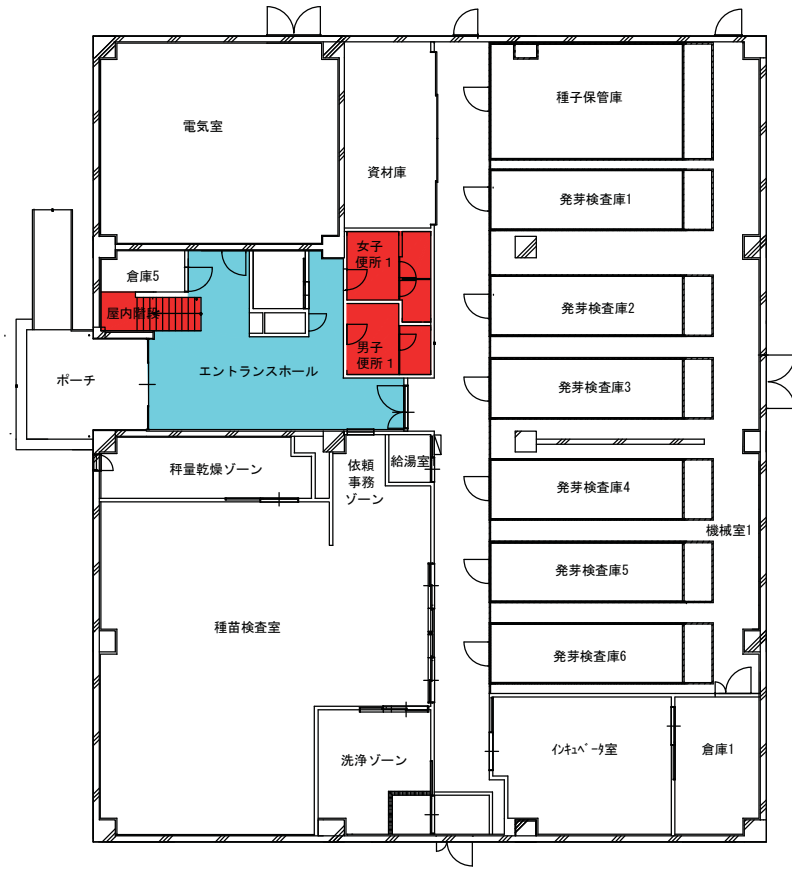 種子保管庫
電気室
資材庫
発芽検査庫1
女子
便所 1
倉庫5
屋内階段
発芽検査庫2
男子
便所 1
エントランスホール
ポーチ
発芽検査庫3
秤量乾燥ゾーン
依頼
事務
ゾーン
給湯室
発芽検査庫4
機械室1
発芽検査庫5
種苗検査室
発芽検査庫6
洗浄ゾーン
ｲﾝｷｭﾍﾞｰﾀ室
倉庫1